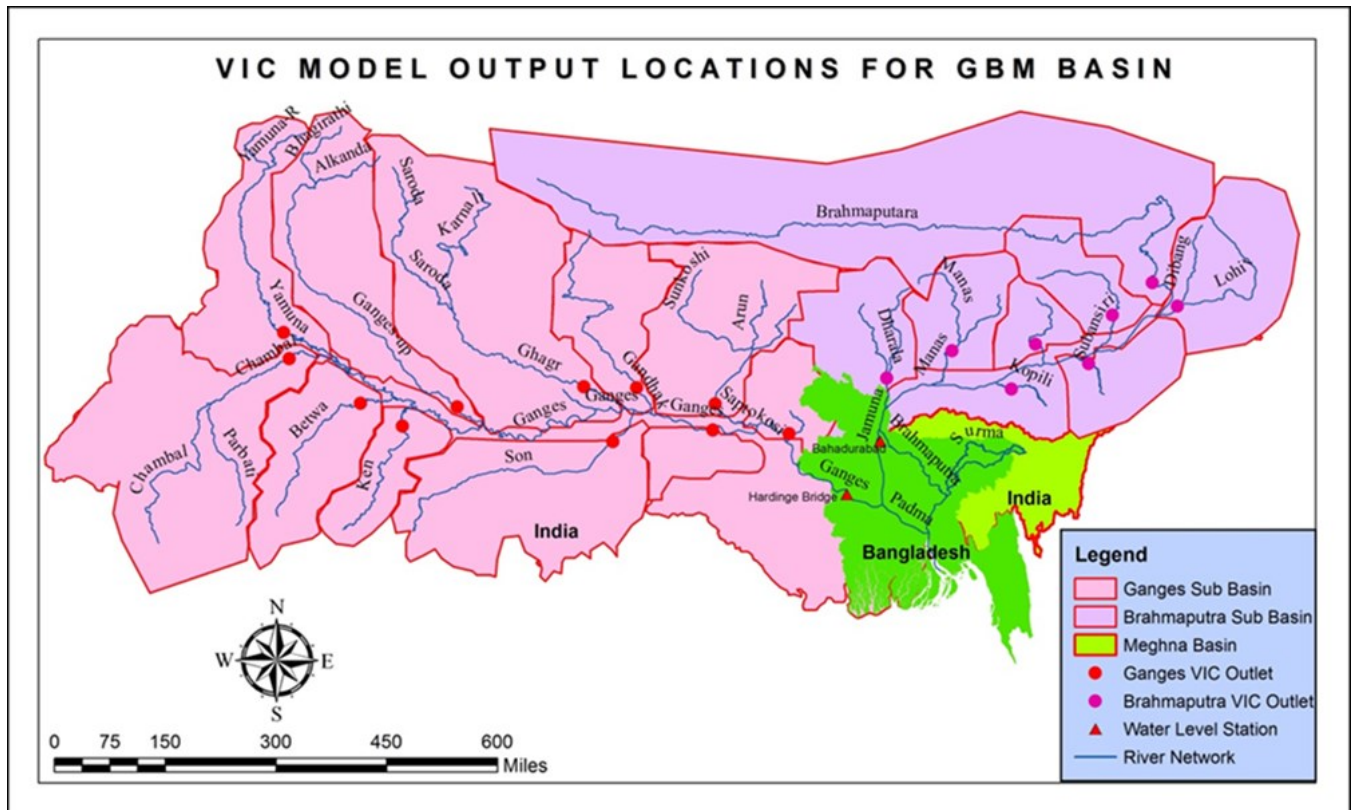 VIC MODEL OUTPUT LOCATIONS FOR GBM BASIN
Yamuna-R
Bhagirathi
Alkanda
Saroda
Karnali
Saroda
Brahmaputara
Dibang
Lohis
Yamuna
Chambal
Ganges-up
Ghagr
Sunkoshi
Arun
Dharala
Manas
Manas
Subansiri
Kopili
Chambal
Parbati
Betwa
Ken
Ganges
Ganges
Gandhak
Ganges
Saptokosi
Son
Jamuna
Brahmaputra
Surma
Bahadurabad
Ganges
Hardinge Bridge
Padma
India
India
Bangladesh
N
W
E
S
0 75 150 300 450 600
Miles
Legend
Ganges Sub Basin
Brahmaputra Sub Basin
Meghna Basin
Ganges VIC Outlet
Brahmaputra VIC Outlet
Water Level Station
River Network